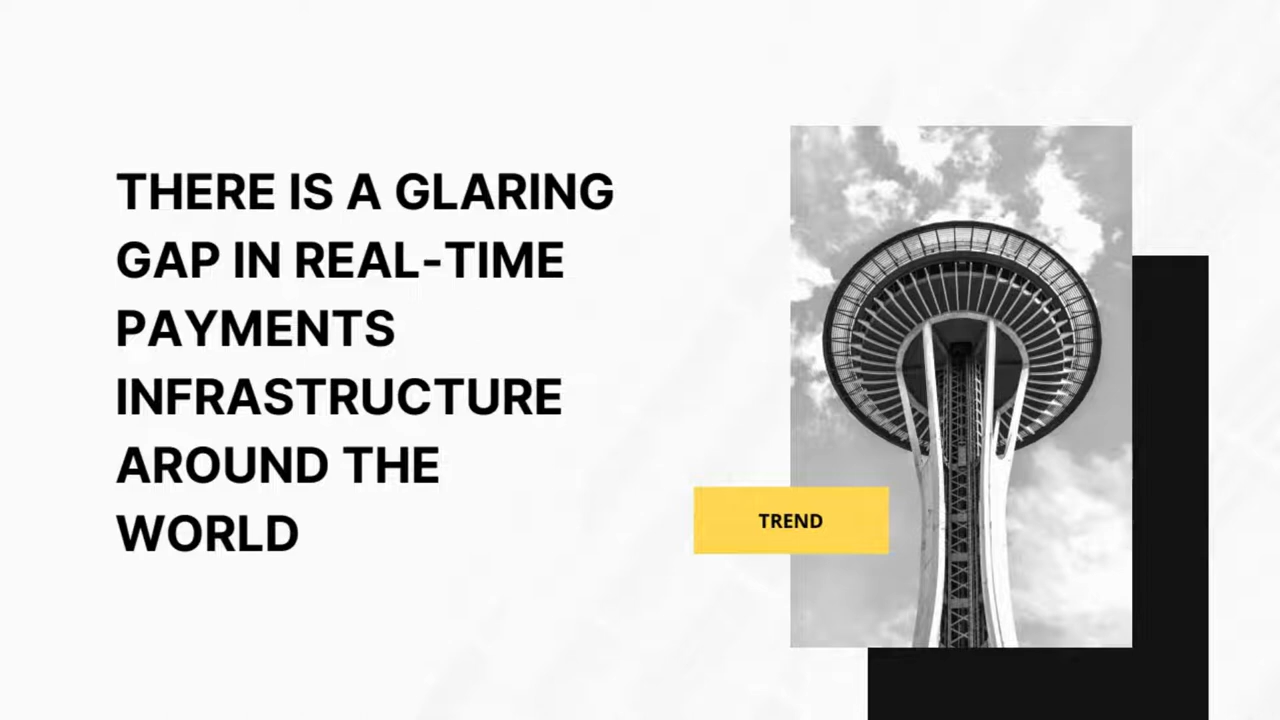 THERE IS A GLARING
GAP IN REAL-TIME
PAYMENTS
INFRASTRUCTURE
AROUND THE
WORLD
TREND